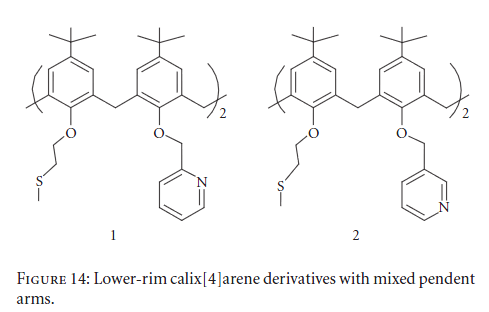 2 2
O O O O
S N S N
1 2
FIGURE 14: Lower-rim calix[4]arene derivatives with mixed pendent
arms.